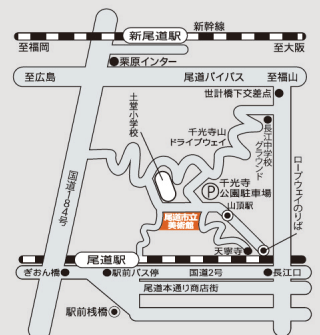 新幹線
新尾道駅
至福岡
至大阪
栗原インター
至広島
尾道バイパス
至福山
世計橋下交差点
土堂小学校
千光寺山
ドライブウェイ
長江中学校
グラウンド
ロープウェイのりば
国道184号
P
千光寺
公園駐車場
山頂駅
尾道市立
美術館
天寧寺
尾道駅
ぎおん橋
駅前バス停
国道2号
長江口
尾道本通り商店街
駅前桟橋